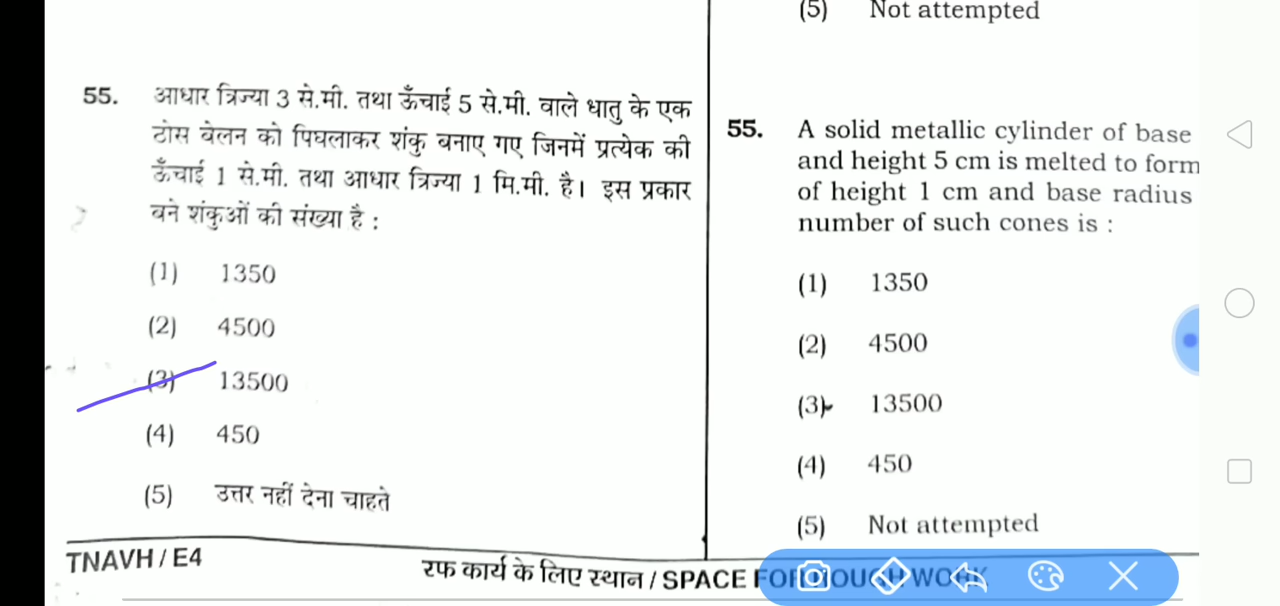 55. आधार त्रिज्या 3 से.मी. तथा ऊँचाई 5 से.मी. वाले धातु के एक
ठोस बेलन को पिघलाकर शंकु बनाए गए जिनमें प्रत्येक की
ऊँचाई 1 से.मी. तथा आधार त्रिज्या 1 मि.मी. है। इस प्रकार
बने शंकुओं की संख्या है :
(1) 1350
(2) 4500
(3) 13500
(4) 450
(5) उत्तर नहीं देना चाहते
TNAVH / E4
(5) Not attempted
55. A solid metallic cylinder of base
and height 5 cm is melted to form
of height 1 cm and base radius
number of such cones is :
(1) 1350
(2) 4500
(3) 13500
(4) 450
(5) Not attempted
रफ कार्य के लिए स्थान / SPACE FOR ROUGH WORK